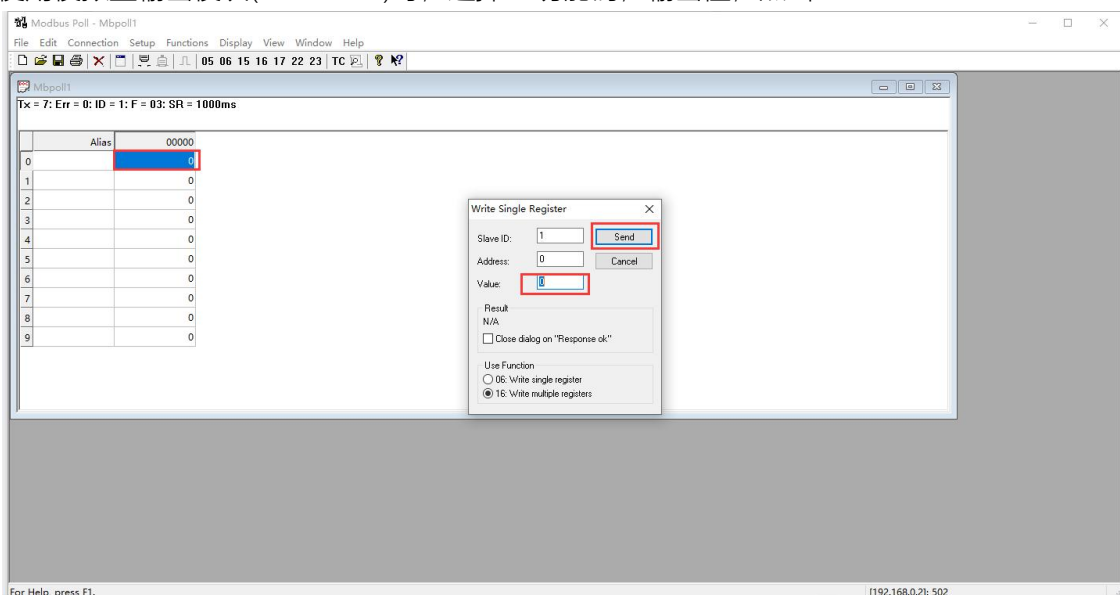 Modbus Poll - Mbpoll1
File Edit Connection Setup Functions Display View Window Help
05 06 15 16 17 22 23 TC
Mbpoll1
Tx = 7: Err = 0: ID = 1: F = 03: SR = 1000ms
Alias 00000
0 0
1 0
2 0
3 0
4 0
5 0
6 0
7 0
8 0
9 0
Write Single Register
Slave ID: 1 Send
Address: 0 Cancel
Value: 0
Result
N/A
Close dialog on "Response ok"
Use Function
06: Write single register
16: Write multiple registers
For Help, press F1.
[192.168.0.2]: 502